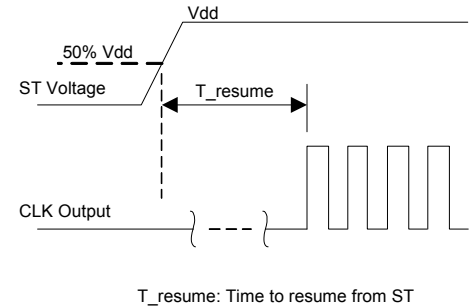 Vdd
50% Vdd
ST Voltage
T_resume
CLK Output
T_resume: Time to resume from ST